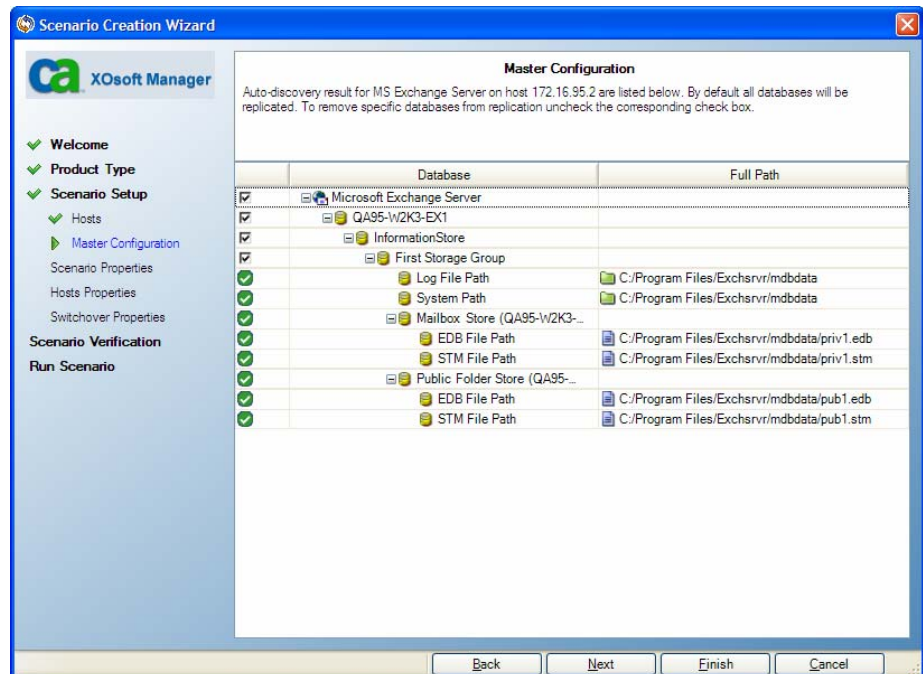 Scenario Creation Wizard
ca XOsoft Manager
Welcome
Product Type
Scenario Setup
Hosts
Master Configuration
Scenario Properties
Hosts Properties
Switchover Properties
Scenario Verification
Run Scenario
Master Configuration
Auto-discovery result for MS Exchange Server on host 172.16.95.2 are listed below. By default all databases will be
replicated. To remove specific databases from replication uncheck the corresponding check box.
Database Full Path
Microsoft Exchange Server
QA95-W2K3-EX1
InformationStore
First Storage Group
Log File Path C:/Program Files/Exchsrvr/mdbdata
System Path C:/Program Files/Exchsrvr/mdbdata
Mailbox Store (QA95-W2K3-...
EDB File Path C:/Program Files/Exchsrvr/mdbdata/priv1.edb
STM File Path C:/Program Files/Exchsrvr/mdbdata/priv1.stm
Public Folder Store (QA95-...
EDB File Path C:/Program Files/Exchsrvr/mdbdata/pub1.edb
STM File Path C:/Program Files/Exchsrvr/mdbdata/pub1.stm
Back Next Finish Cancel